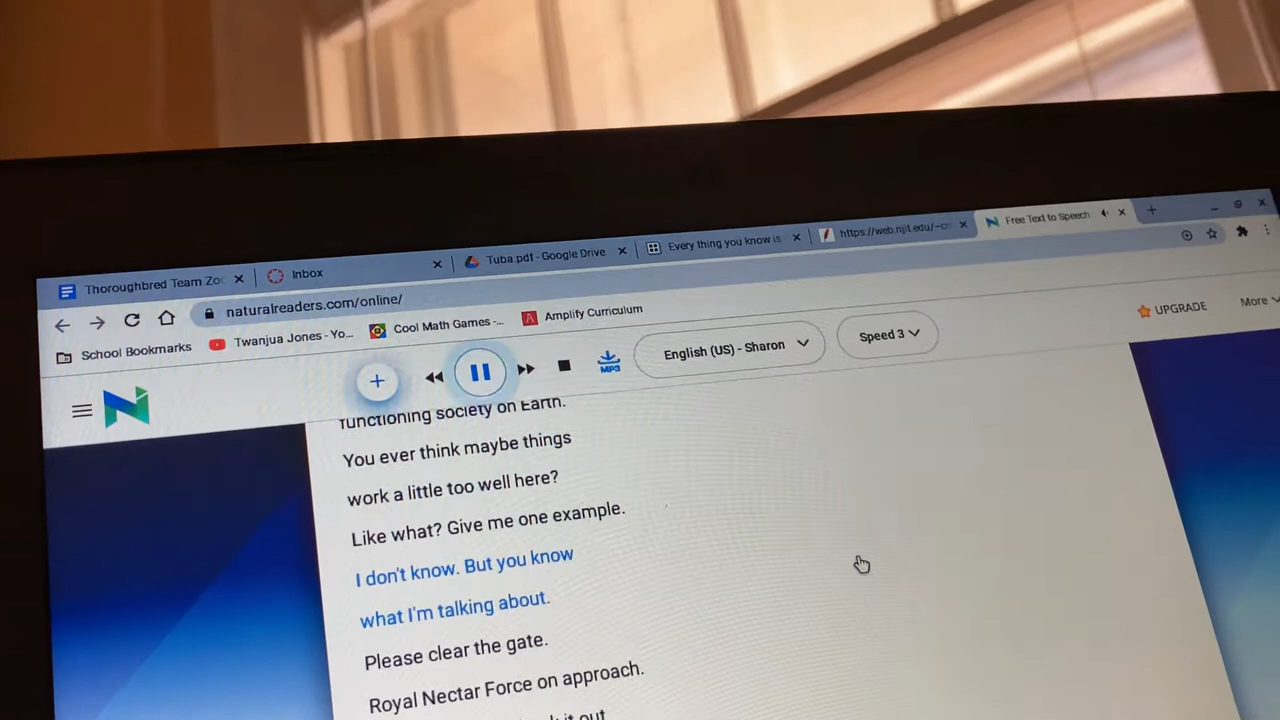 Thoroughbred Team Zo
Inbox
Tuba.pdf - Google Drive
Every thing you know is
https://web.njit.edu/~cm
Free Text to Speech
naturalreaders.com/online/
School Bookmarks
Twanjua Jones - Yo...
Cool Math Games -...
Amplify Curriculum
MP3
English (US) - Sharon
Speed 3
UPGRADE
More
functioning society on Earth.
You ever think maybe things
work a little too well here?
Like what? Give me one example.
I don't know. But you know
what I'm talking about.
Please clear the gate.
Royal Nectar Force on approach.
it out